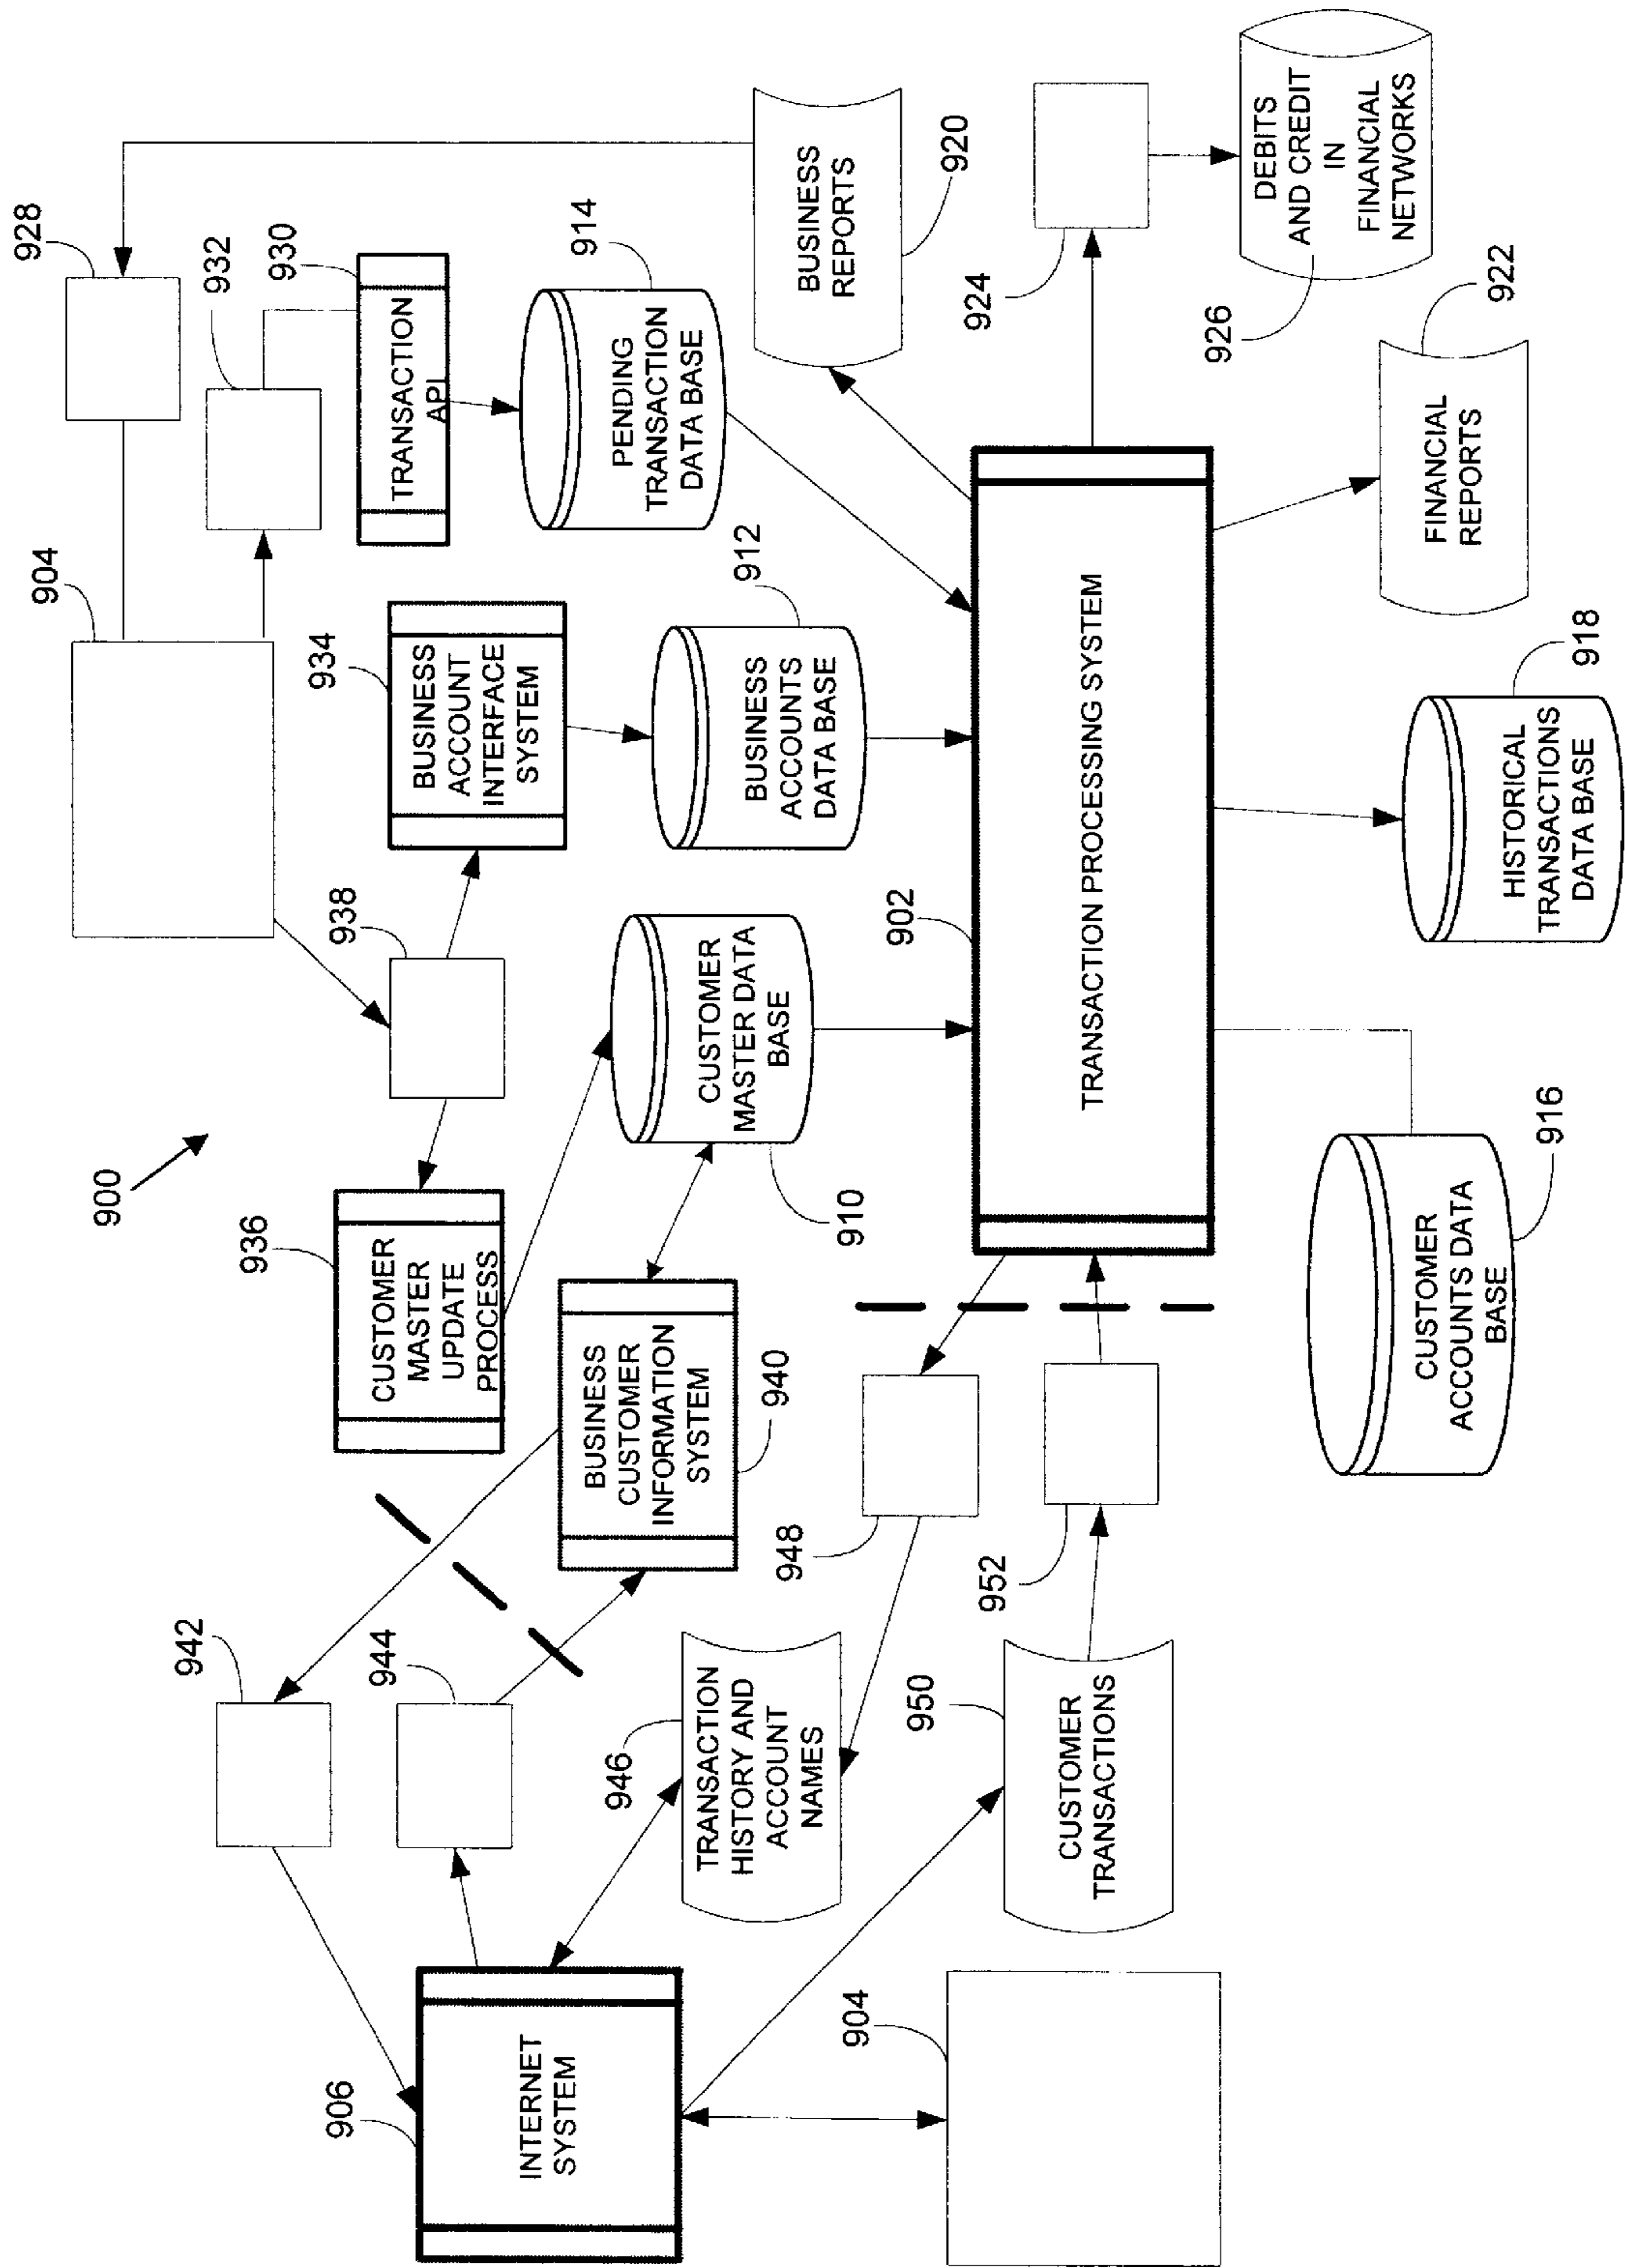 900
904
928
932
942
936
934
930
906
944
938
CUSTOMER
MASTER
UPDATE
PROCESS
BUSINESS
ACCOUNT
INTERFACE
SYSTEM
TRANSACTION
API
INTERNET
SYSTEM
914
946
BUSINESS
CUSTOMER
INFORMATION
SYSTEM
940
CUSTOMER
MASTER DATA
BASE
910
912
BUSINESS
ACCOUNTS
DATA BASE
PENDING
TRANSACTION
DATA BASE
TRANSACTION
HISTORY AND
ACCOUNT
NAMES
BUSINESS
REPORTS
920
904
950
948
902
952
CUSTOMER
TRANSACTIONS
TRANSACTION PROCESSING SYSTEM
924
926
DEBITS
AND CREDIT
IN
FINANCIAL
NETWORKS
CUSTOMER
ACCOUNTS DATA
BASE
916
HISTORICAL
TRANSACTIONS
DATA BASE
918
FINANCIAL
REPORTS
922